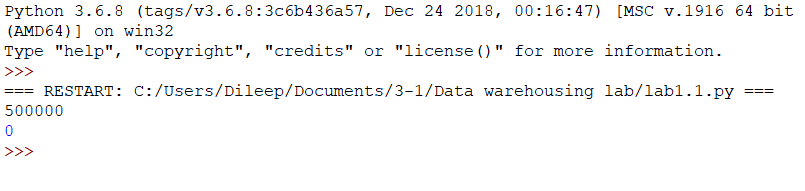 Python 3.6.8 (tags/v3.6.8:3c6b436a57, Dec 24 2018, 00:16:47) [MSC v.1916 64 bit
(AMD64)] on win32
Type "help", "copyright", "credits" or "license()" for more information.
>>>
=== RESTART: C:/Users/Dileep/Documents/3-1/Data warehousing lab/lab1.1.py ===
500000
0
>>>